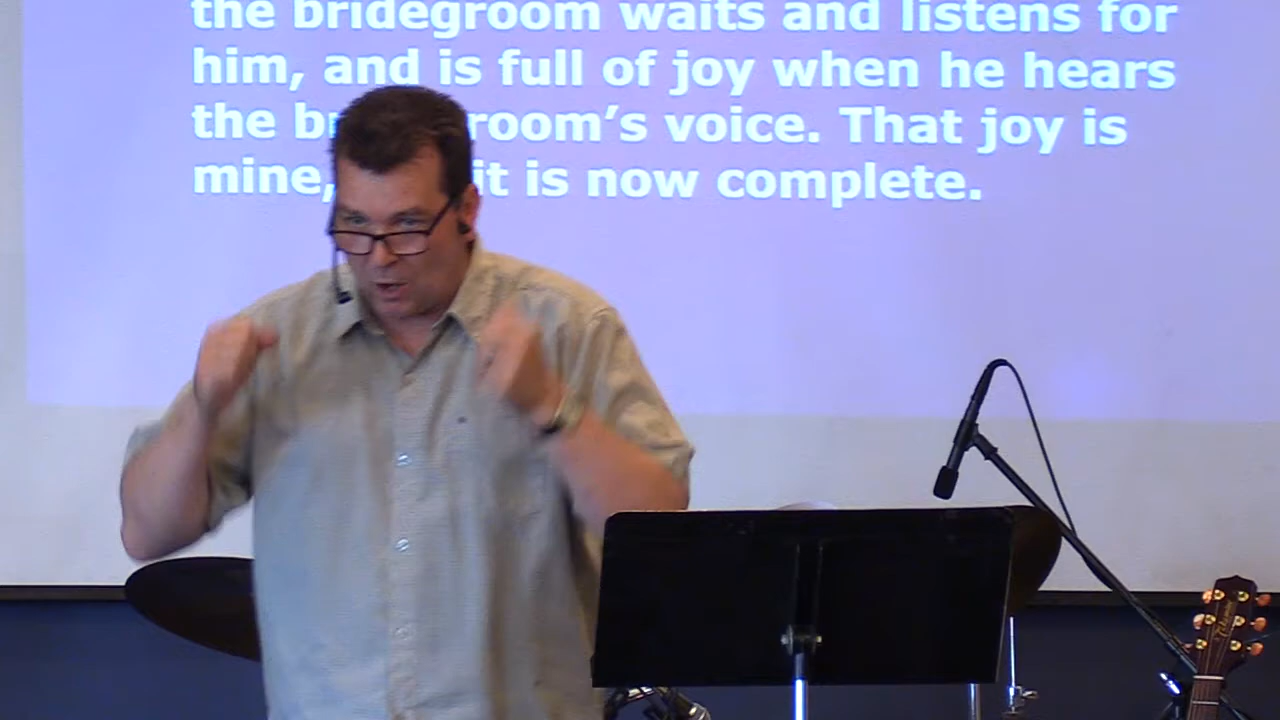 the bridegroom waits and listens for
him, and is full of joy when he hears
the br room's voice. That joy is
mine, it is now complete.